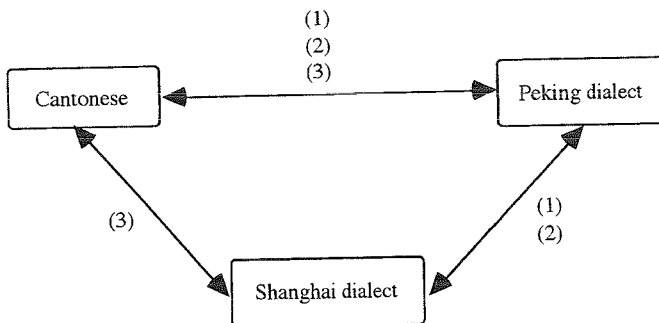 (1)
(2)
(3)
Cantonese
Peking dialect
(3)
(1)
(2)
Shanghai dialect